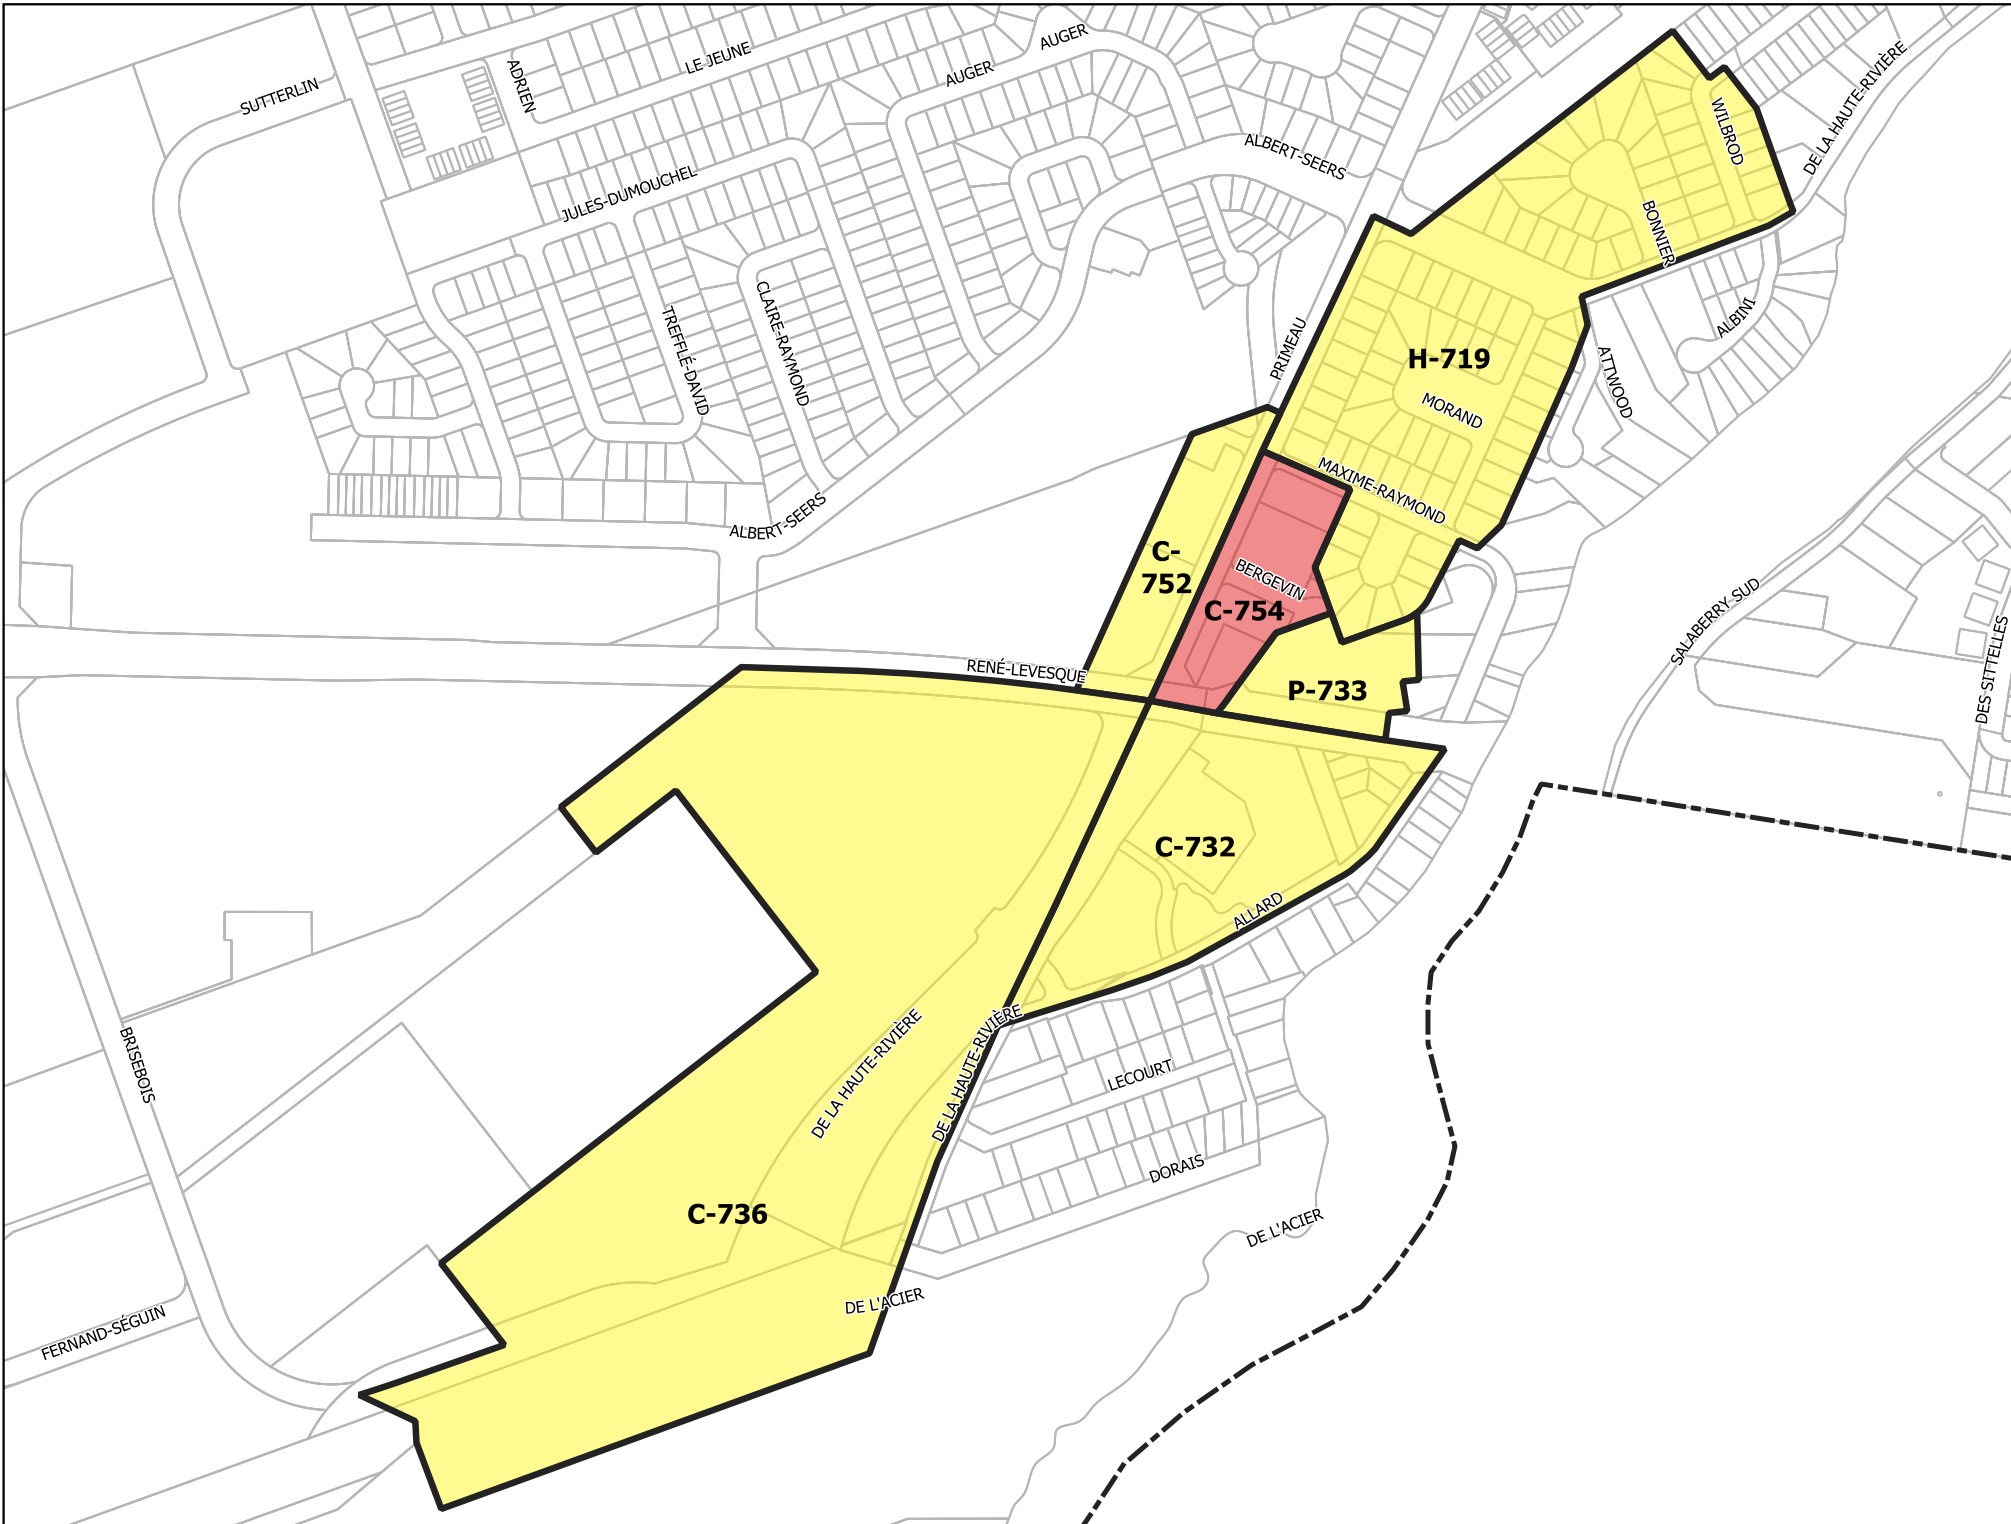 AUGER
LE JEUNE
AUGER
ADRIEN
SUTTERLIN
DE LA HAUTE-RIVIÈRE
WILBROD
ALBERT-SEERS
JULES-DUMOUCHEL
BONNIER
ALBINI
CLAIRE-RAYMOND
TREFFLÉ-DAVID
PRIMEAU
H-719
ATTWOOD
MORAND
MAXIME-RAYMOND
ALBERT-SEERS
C-
752
BERGEVIN
C-754
SALABERRY SUD
DES SITTELLES
RENÉ-LEVESQUE
P-733
C-732
ALLARD
BRISEBOIS
DE LA HAUTE-RIVIÈRE
DE LA HAUTE-RIVIÈRE
LECOURT
DORAIS
C-736
DE L'ACIER
DE L'ACIER
FERNAND-SÉGUIN